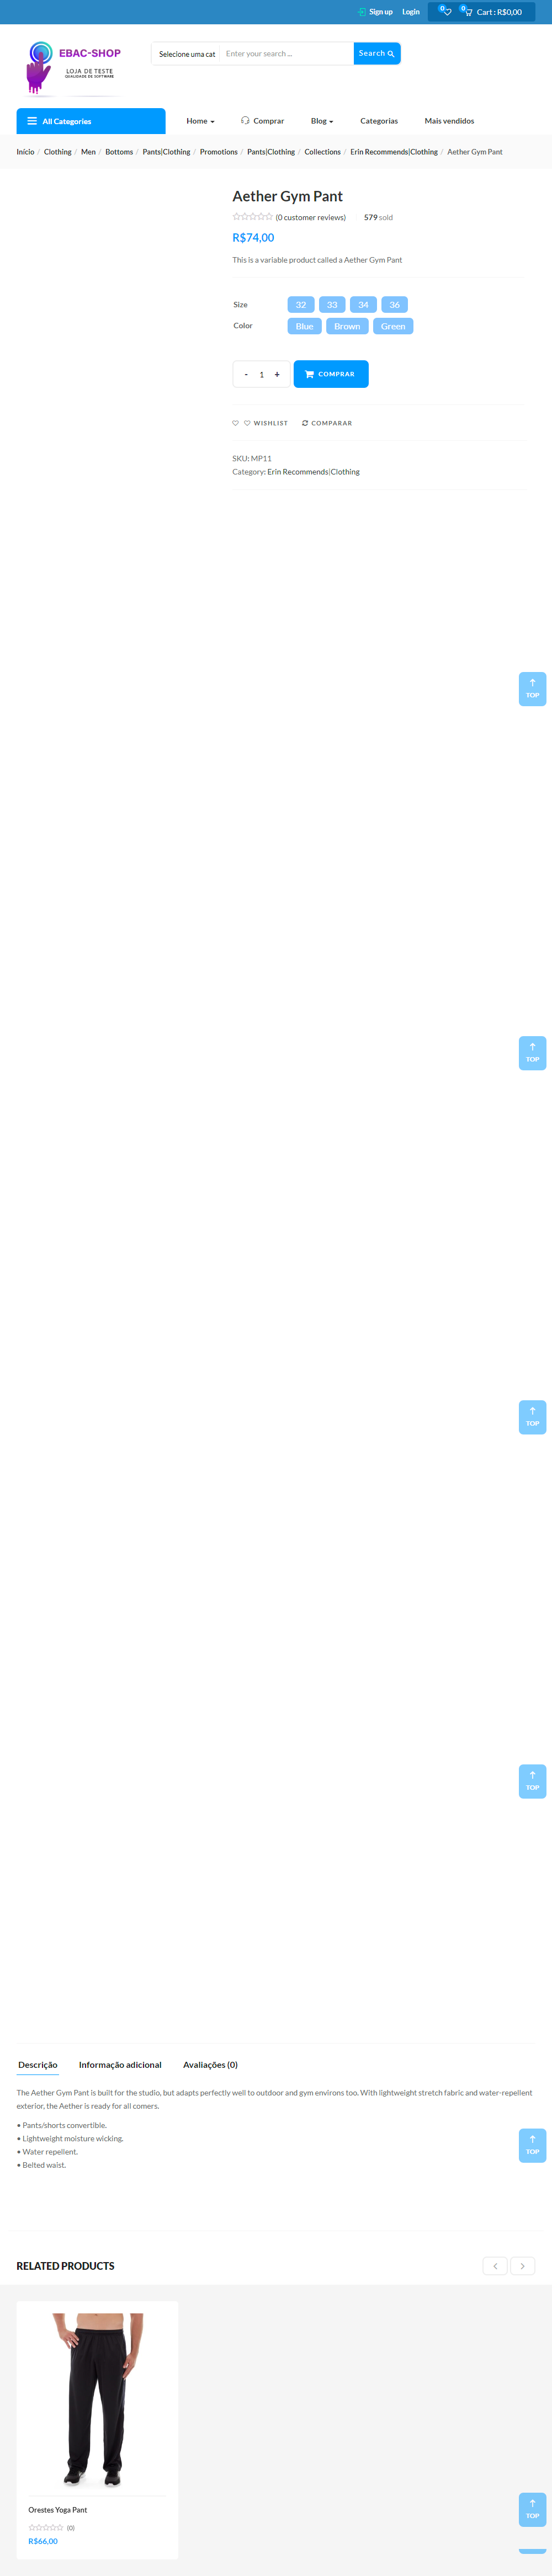 Sign up Login 0 0 Cart : R$0,00
EBAC-SHOP
LOJA DE TESTE
QUALIDADE DE SOFTWARE
Selecione uma cat Enter your search ... Search
All Categories Home Comprar Blog Categorias Mais vendidos
Início / Clothing / Men / Bottoms / Pants|Clothing / Promotions / Pants|Clothing / Collections / Erin Recommends|Clothing / Aether Gym Pant
Aether Gym Pant
(0 customer reviews) 579 sold
R$74,00
This is a variable product called a Aether Gym Pant
Size 32 33 34 36
Color Blue Brown Green
- 1 + COMPRAR
WISHLIST COMPARAR
SKU: MP11
Category: Erin Recommends|Clothing
TOP
TOP
TOP
TOP
Descrição Informação adicional Avaliações (0)
The Aether Gym Pant is built for the studio, but adapts perfectly well to outdoor and gym environs too. With lightweight stretch fabric and water-repellent
exterior, the Aether is ready for all comers.
• Pants/shorts convertible.
• Lightweight moisture wicking.
• Water repellent.
• Belted waist.
TOP
RELATED PRODUCTS
Orestes Yoga Pant
(0)
R$66,00
TOP